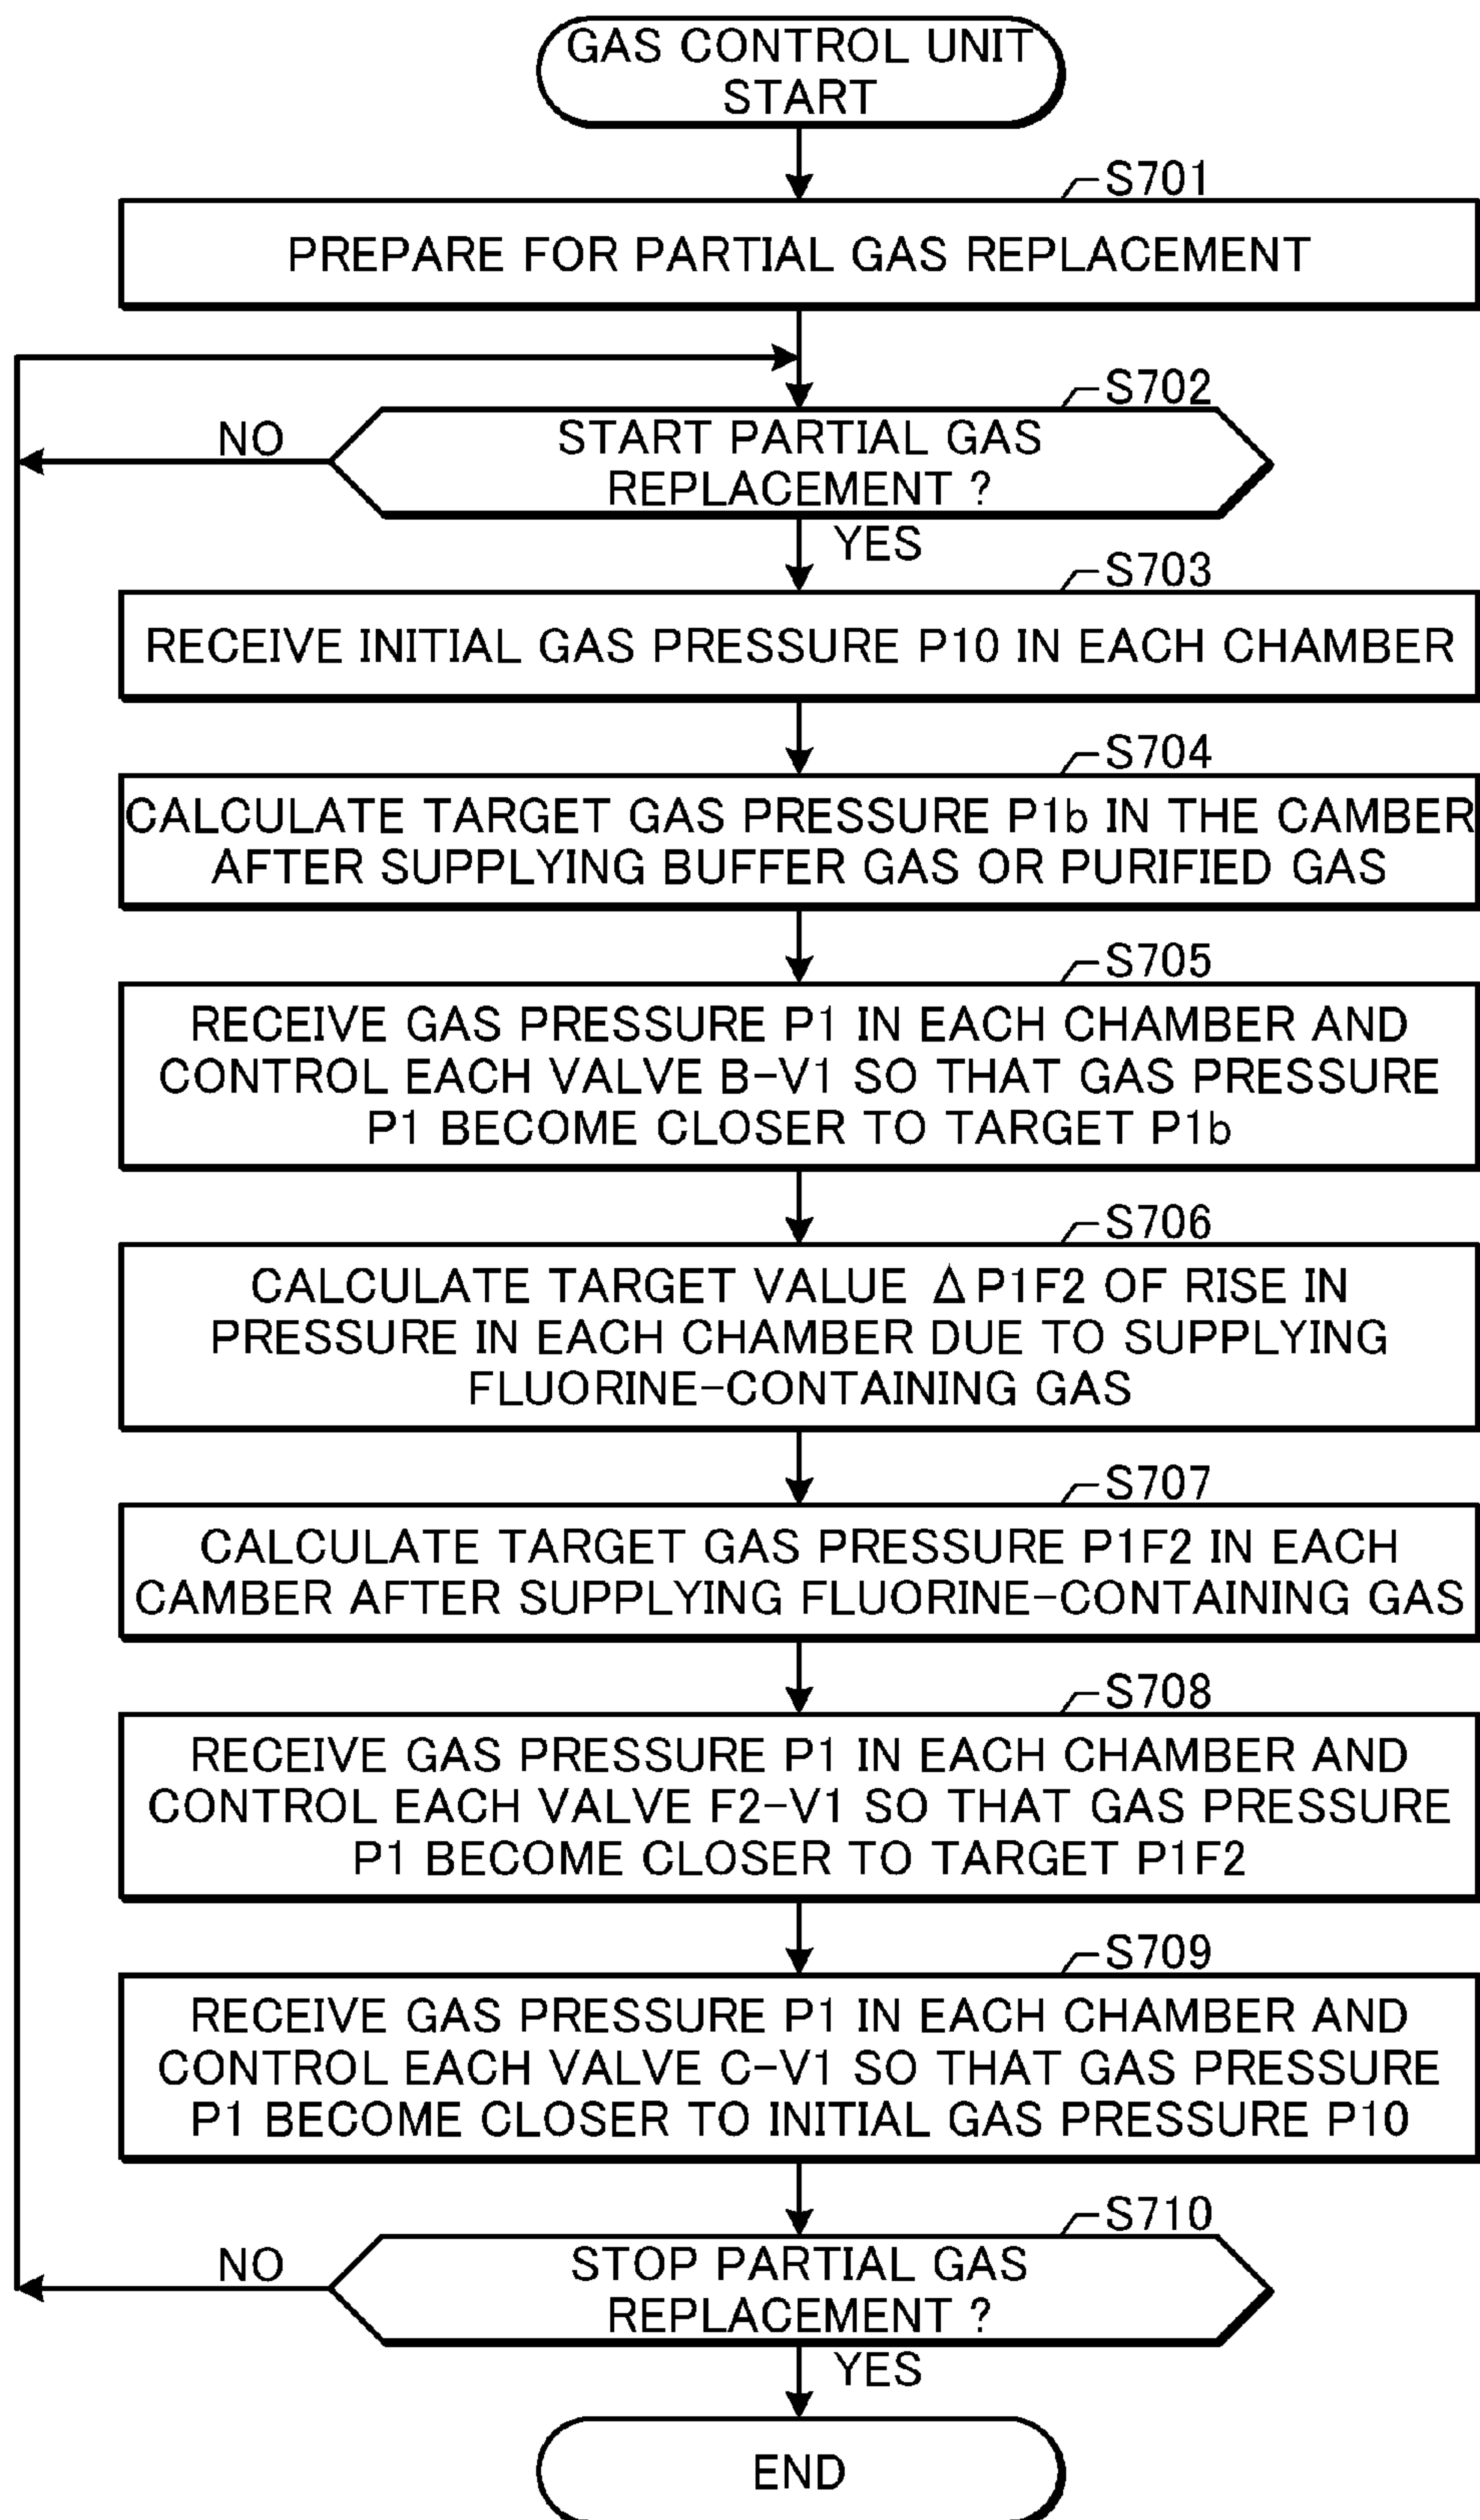 GAS CONTROL UNIT
START
S701
PREPARE FOR PARTIAL GAS REPLACEMENT
S702
START PARTIAL GAS
REPLACEMENT ?
NO
YES
S703
RECEIVE INITIAL GAS PRESSURE P10 IN EACH CHAMBER
S704
CALCULATE TARGET GAS PRESSURE P1b IN THE CAMBER
AFTER SUPPLYING BUFFER GAS OR PURIFIED GAS
S705
RECEIVE GAS PRESSURE P1 IN EACH CHAMBER AND
CONTROL EACH VALVE B-V1 SO THAT GAS PRESSURE
P1 BECOME CLOSER TO TARGET P1b
S706
CALCULATE TARGET VALUE ΔP1F2 OF RISE IN
PRESSURE IN EACH CHAMBER DUE TO SUPPLYING
FLUORINE-CONTAINING GAS
S707
CALCULATE TARGET GAS PRESSURE P1F2 IN EACH
CAMBER AFTER SUPPLYING FLUORINE-CONTAINING GAS
S708
RECEIVE GAS PRESSURE P1 IN EACH CHAMBER AND
CONTROL EACH VALVE F2-V1 SO THAT GAS PRESSURE
P1 BECOME CLOSER TO TARGET P1F2
S709
RECEIVE GAS PRESSURE P1 IN EACH CHAMBER AND
CONTROL EACH VALVE C-V1 SO THAT GAS PRESSURE
P1 BECOME CLOSER TO INITIAL GAS PRESSURE P10
S710
STOP PARTIAL GAS
REPLACEMENT ?
NO
YES
END